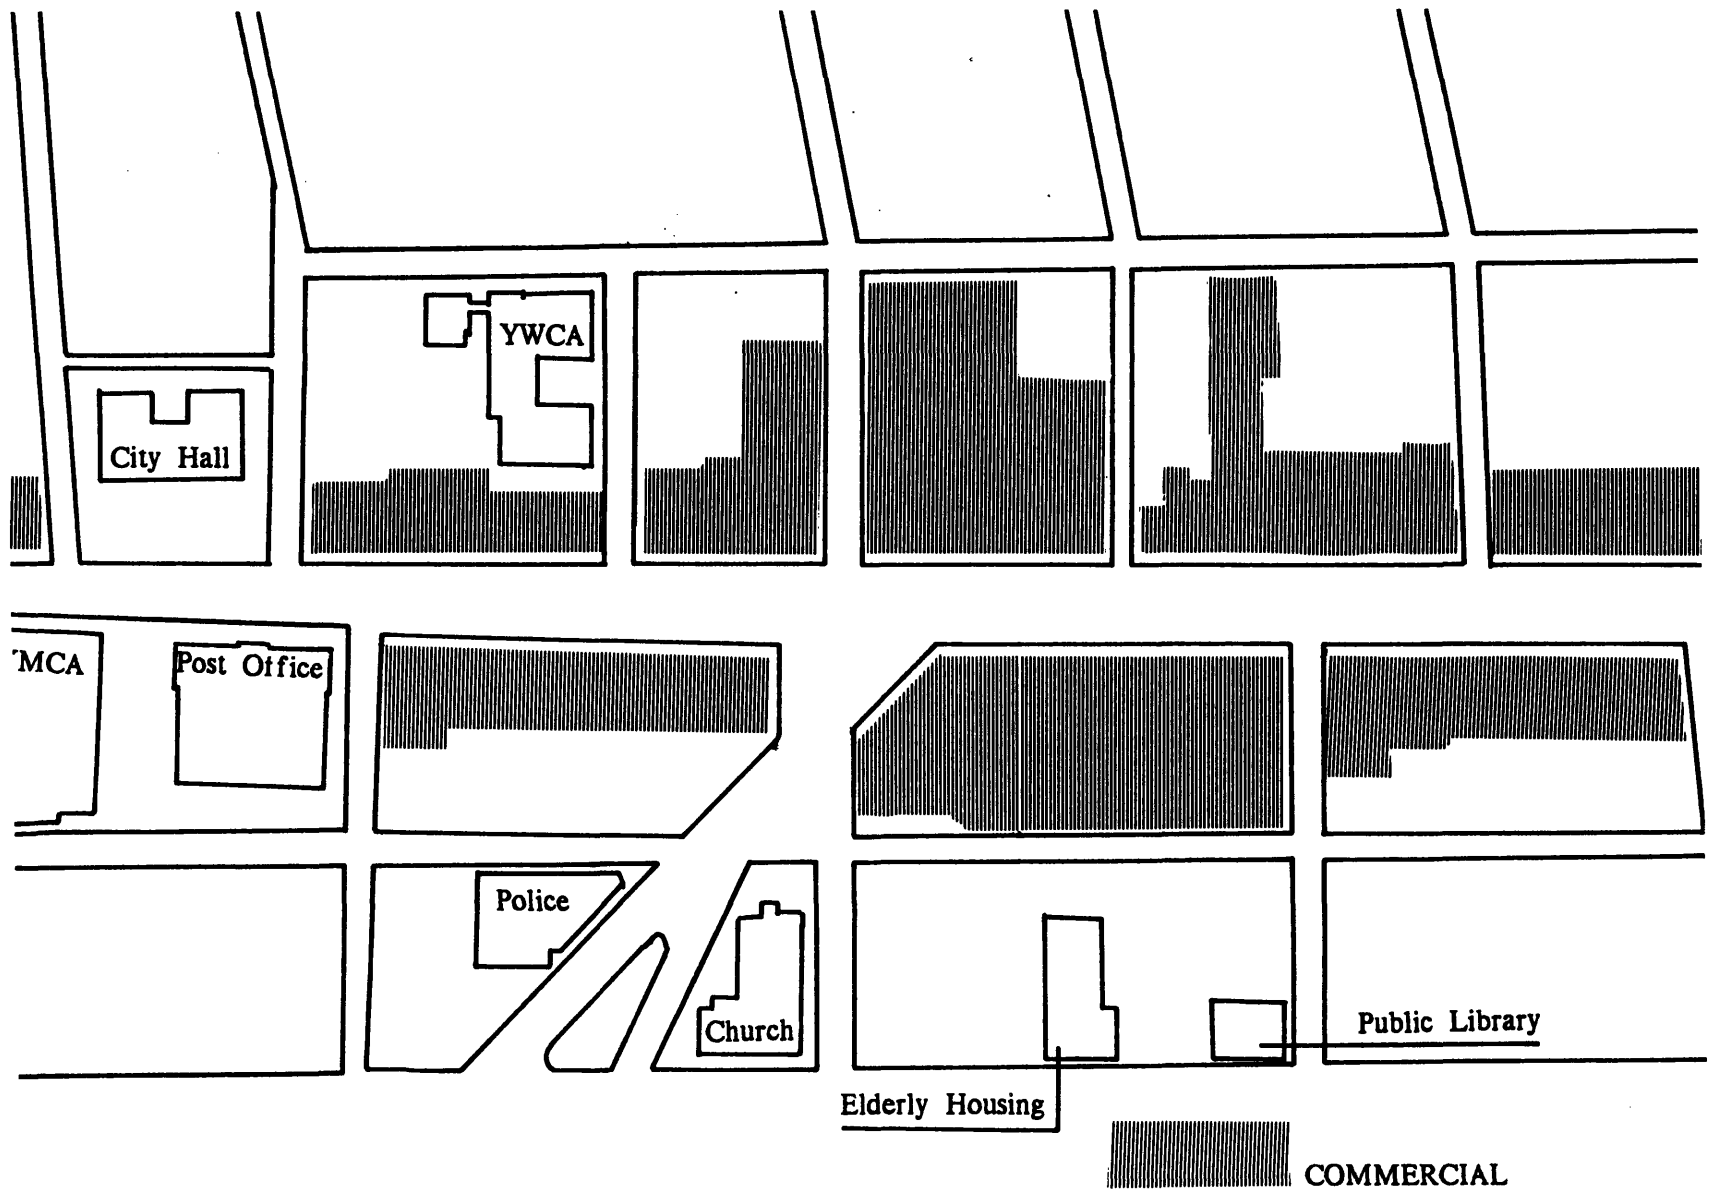 YWCA
City Hall
MCA
Post Office
Police
Church
Public Library
Elderly Housing
COMMERCIAL